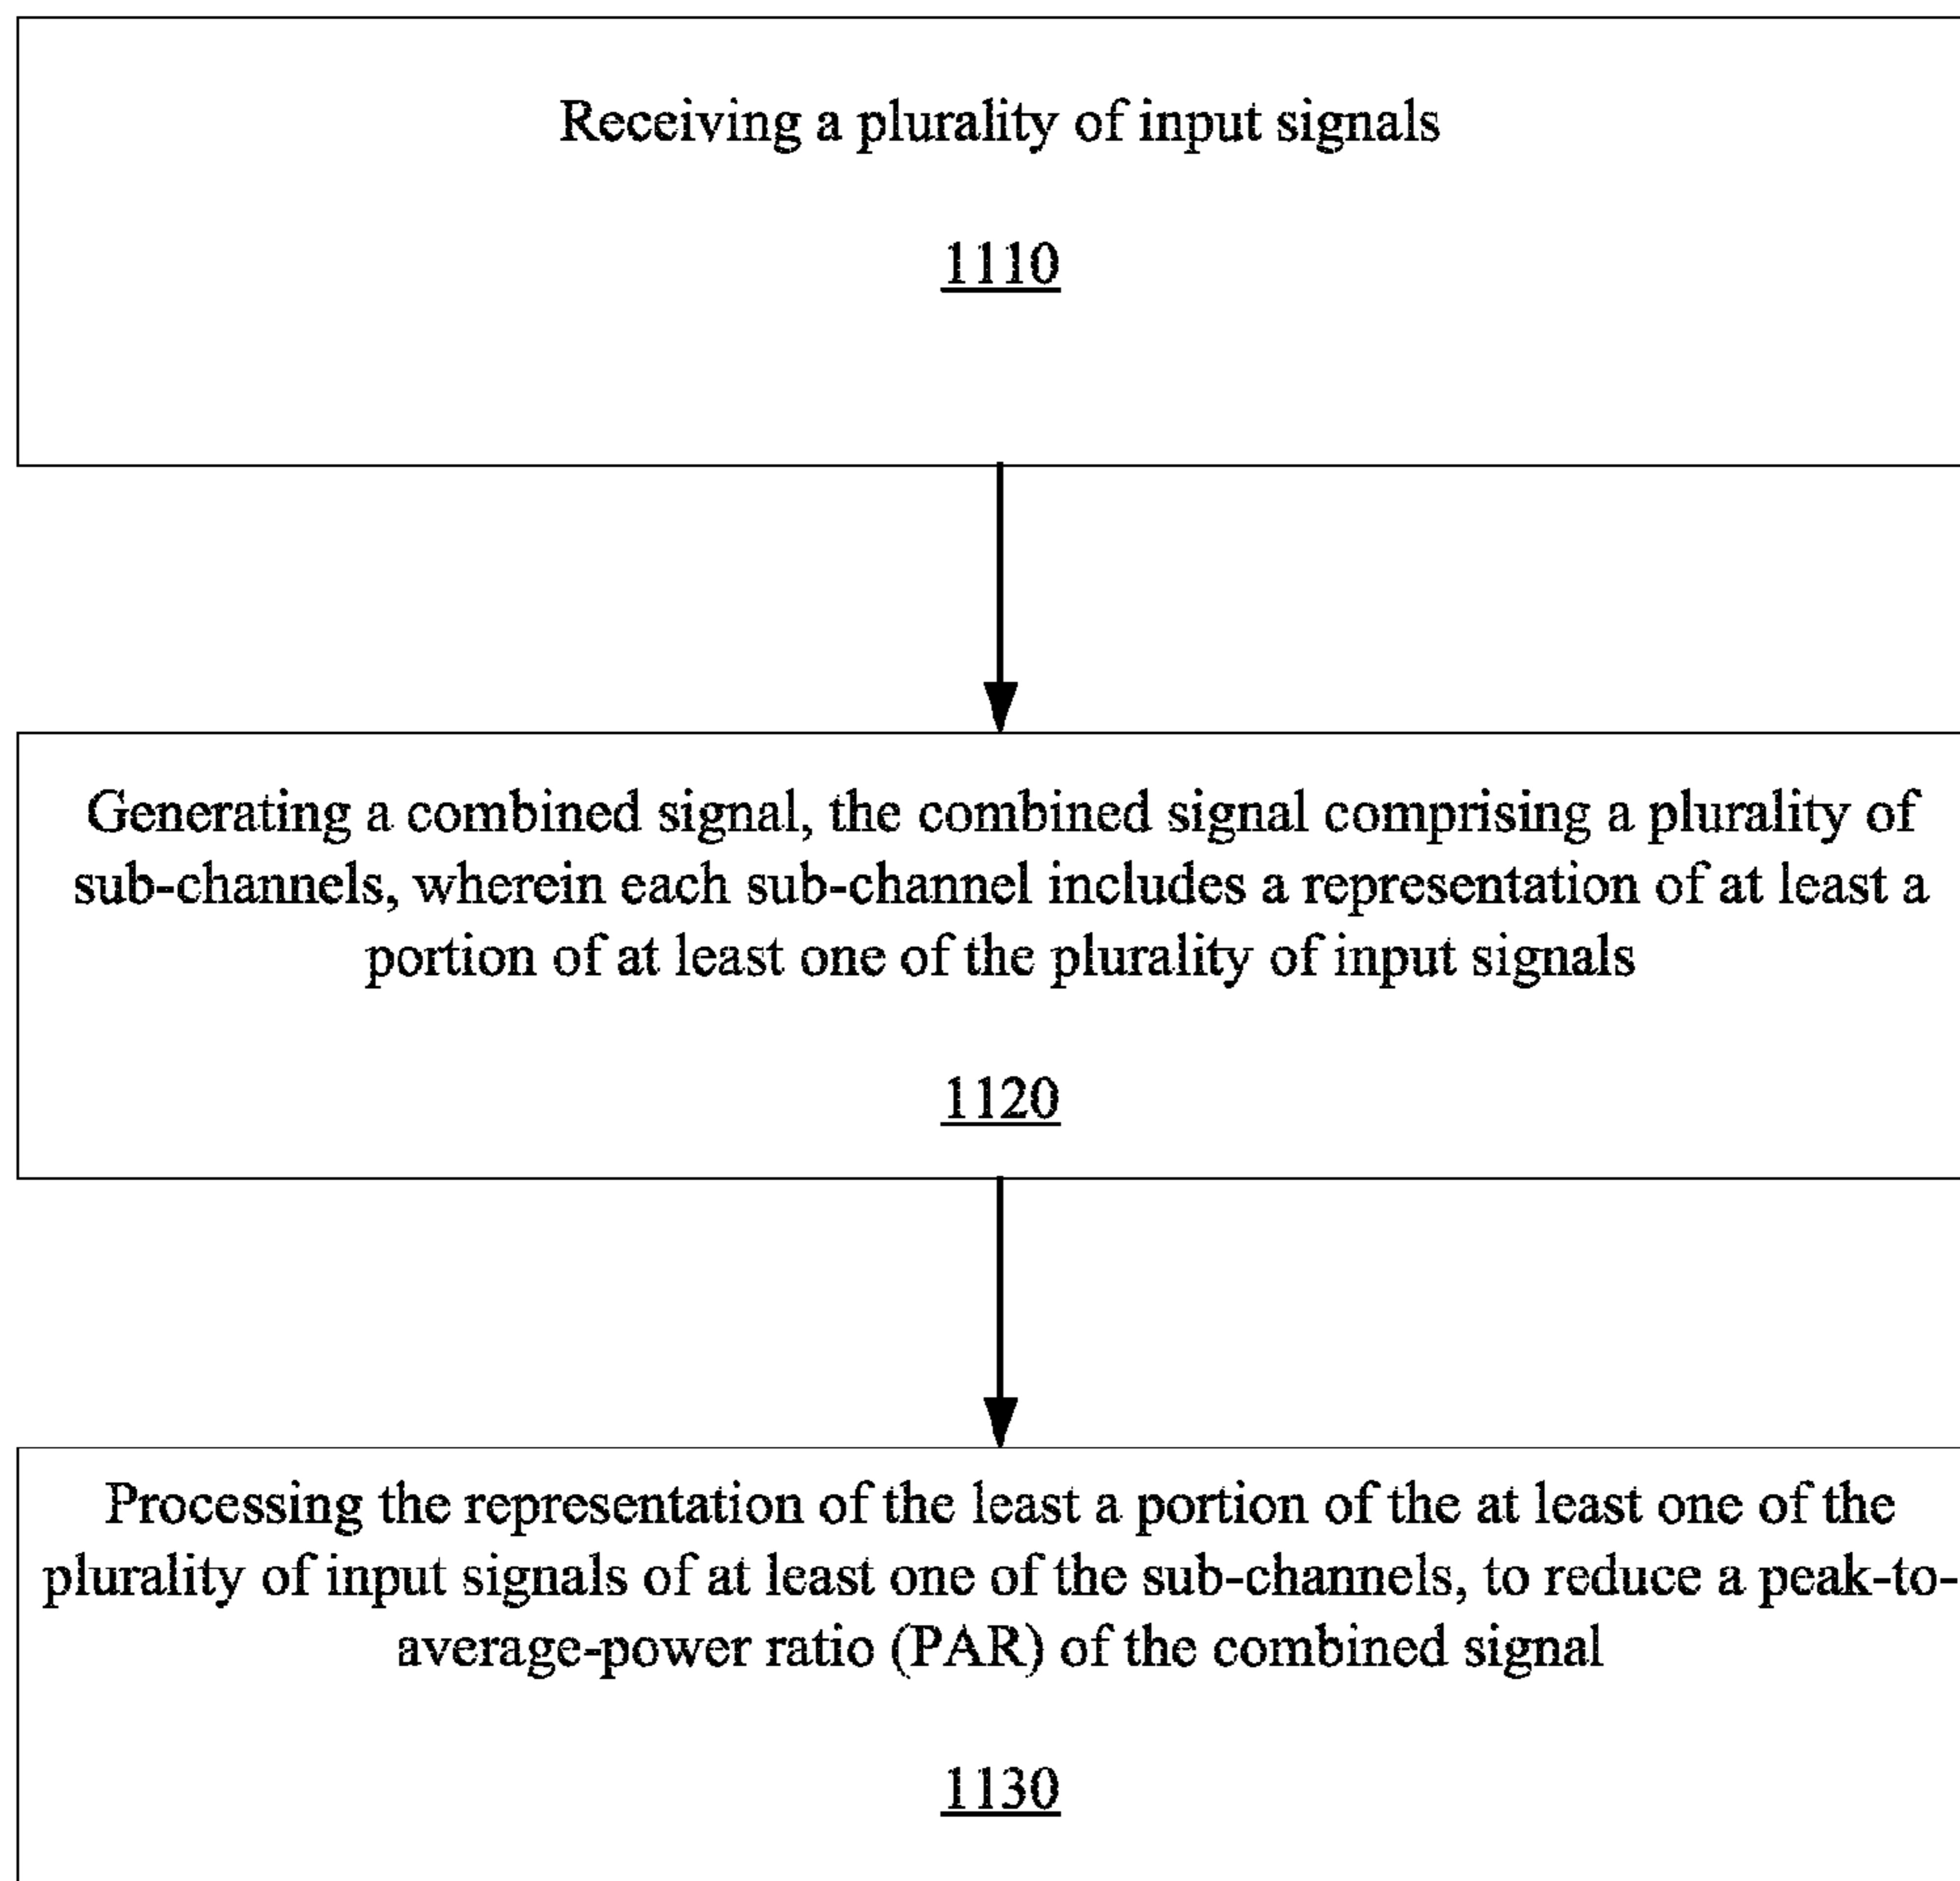 Receiving a plurality of input signals
1110
Generating a combined signal, the combined signal comprising a plurality of
sub-channels, wherein each sub-channel includes a representation of at least a
portion of at least one of the plurality of input signals
1120
Processing the representation of the least a portion of the at least one of the
plurality of input signals of at least one of the sub-channels, to reduce a peak-to-
average-power ratio (PAR) of the combined signal
1130